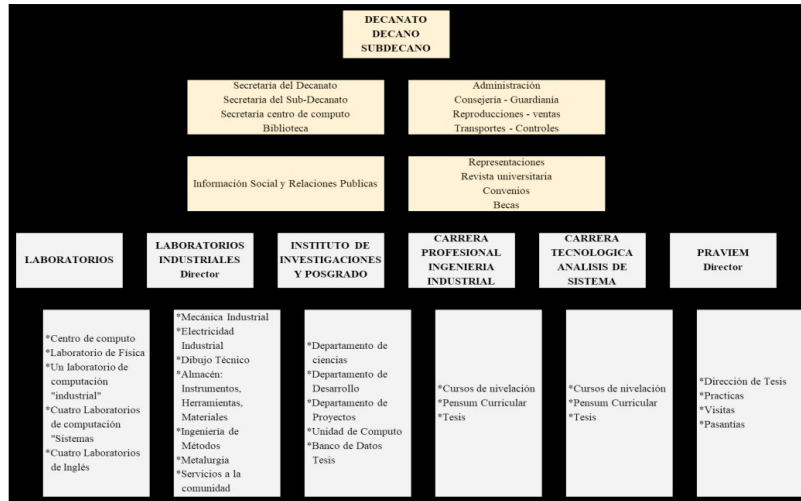 DECANATO
DECANO
SUBDECANO
Secretaría del Decanato
Secretaría del Sub-Decanato
Secretaría centro de computo
Biblioteca
Administración
Consejería - Guardianía
Reproducciones - ventas
Transportes - Controles
Información Social y Relaciones Publicas
Representaciones
Revista universitaria
Convenios
Becas
LABORATORIOS
LABORATORIOS
INDUSTRIALES
Director
INSTITUTO DE
INVESTIGACIONES
Y POSGRADO
CARRERA
PROFESIONAL
INGENIERIA
INDUSTRIAL
CARRERA
TECNOLOGICA
ANALISIS DE
SISTEMA
PRAVIEM
Director
*Centro de computo
*Laboratorio de Física
*Un laboratorio de
computación
"industrial"
*Cuatro Laboratorios
de computación
"Sistemas
*Cuatro Laboratorios
de Inglés
*Mecánica Industrial
*Electricidad
Industrial
*Dibujo Técnico
*Almacén:
Instrumentos,
Herramientas,
Materiales
*Ingeniería de
Métodos
*Metalurgia
*Servicios a la
comunidad
*Departamento de
ciencias
*Departamento de
Desarrollo
*Departamento de
Proyectos
*Unidad de Computo
*Banco de Datos
Tesis
*Cursos de nivelación
*Pensum Curricular
*Tesis
*Cursos de nivelación
*Pensum Curricular
*Tesis
*Dirección de Tesis
*Practicas
*Visitas
*Pasantías